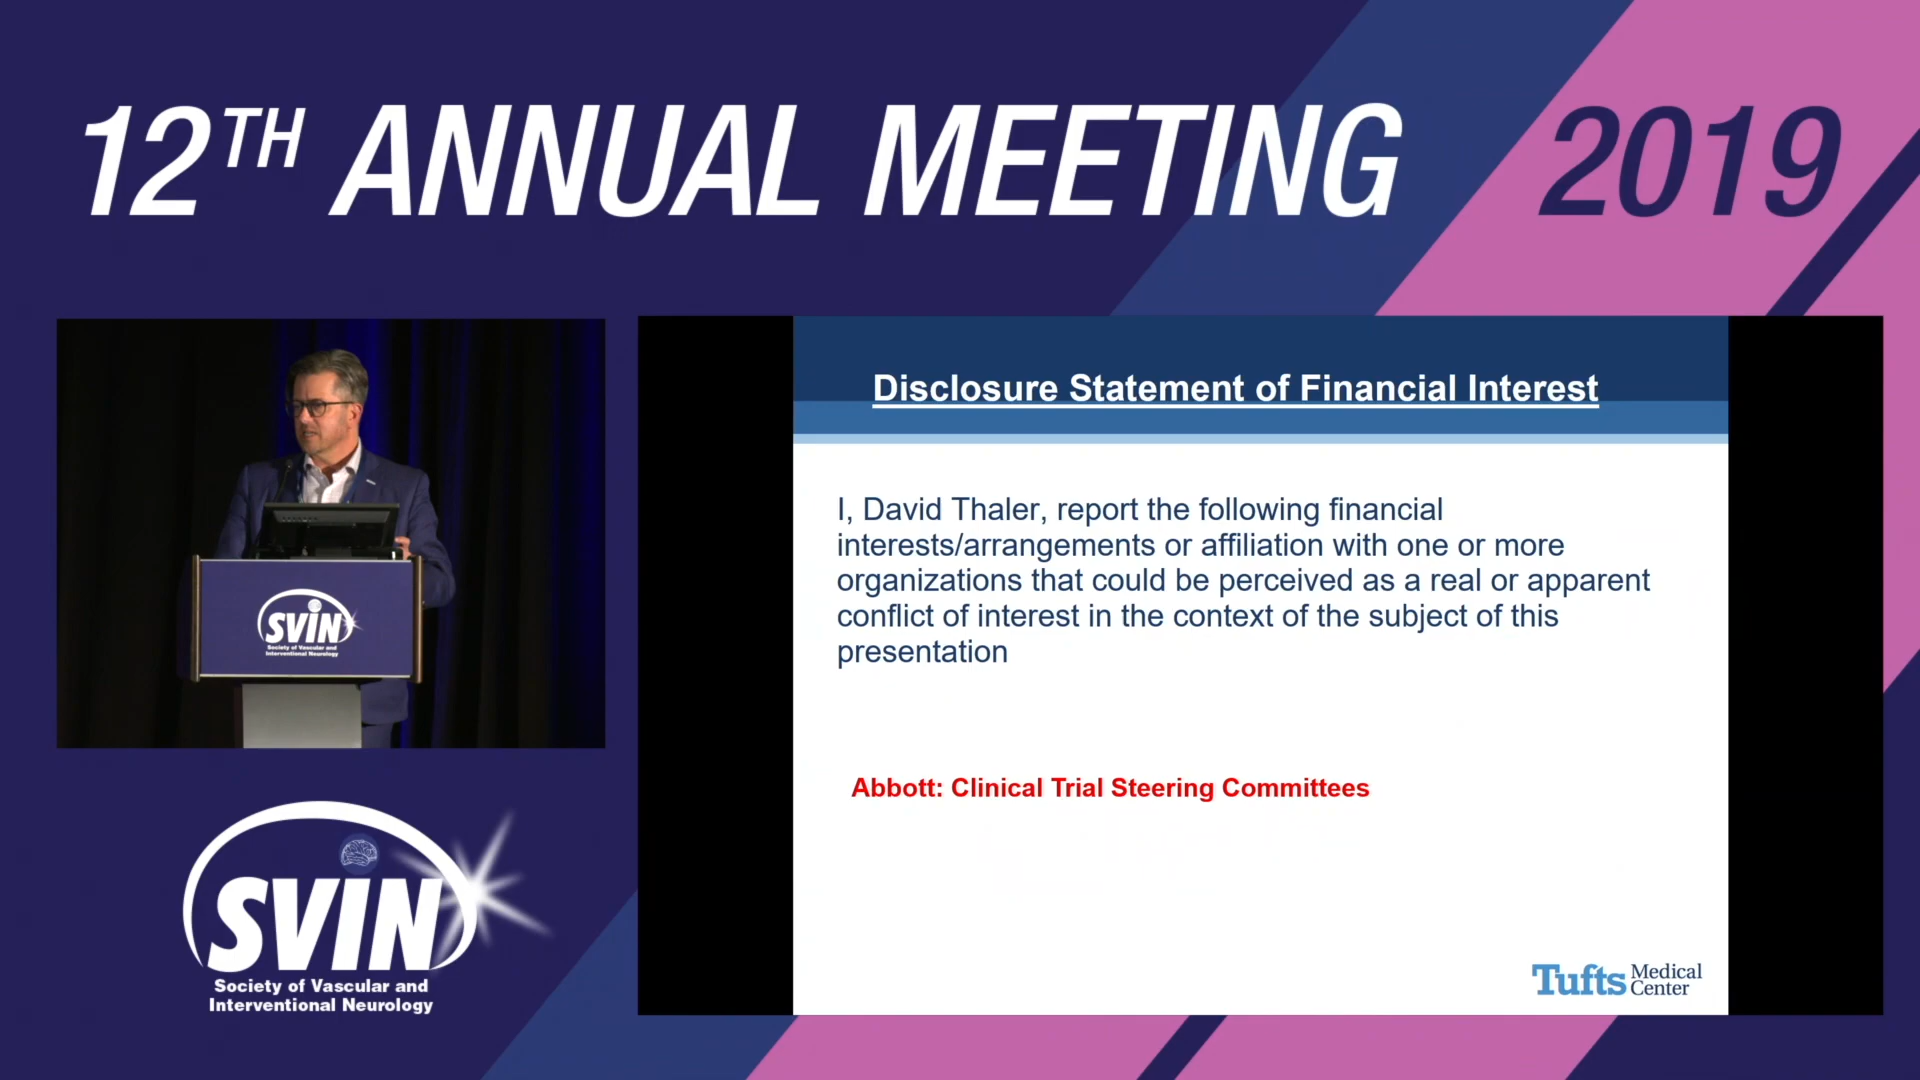 12TH ANNUAL MEETING 2019
Disclosure Statement of Financial Interest
I, David Thaler, report the following financial
interests/arrangements or affiliation with one or more
organizations that could be perceived as a real or apparent
conflict of interest in the context of the subject of this
presentation
Abbott: Clinical Trial Steering Committees
Tufts Medical
Center
SVIN
Society of Vascular and
Interventional Neurology
SVIN
Society of Vascular and
Interventional Neurology